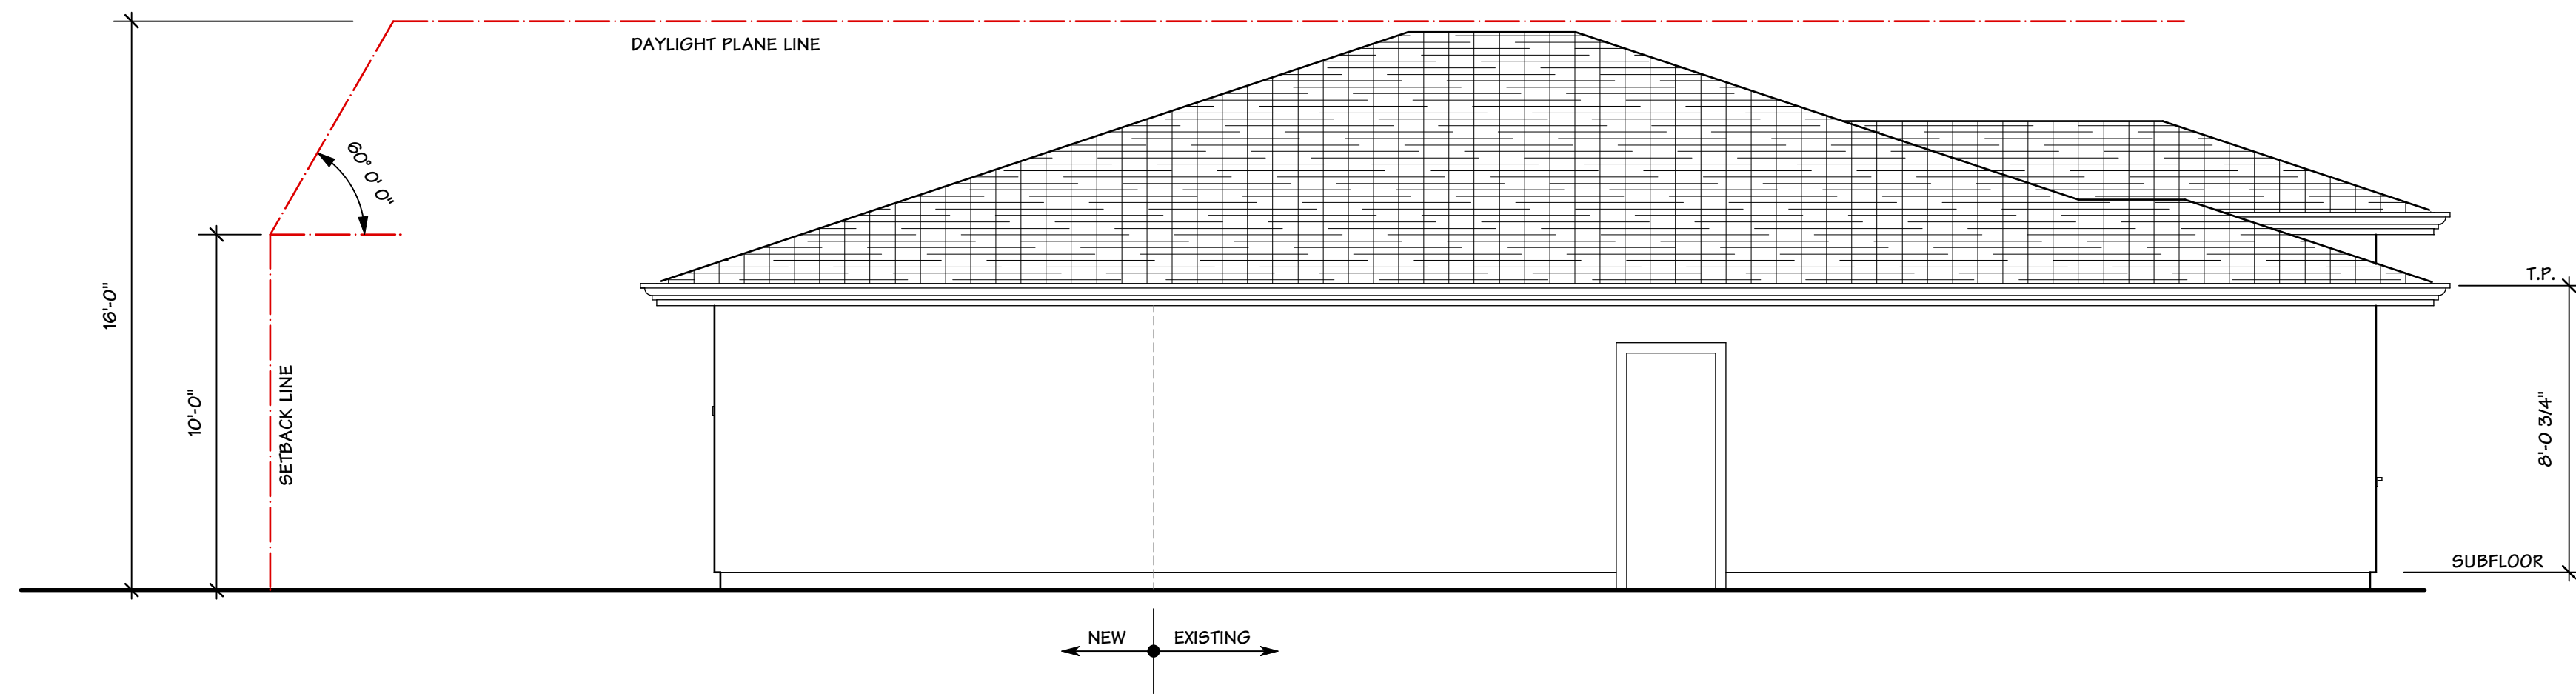 DAYLIGHT PLANE LINE
60° 0' 0"
16'-0"
10'-0"
SETBACK LINE
T.P.
8'-0 3/4"
SUBFLOOR
NEW
EXISTING